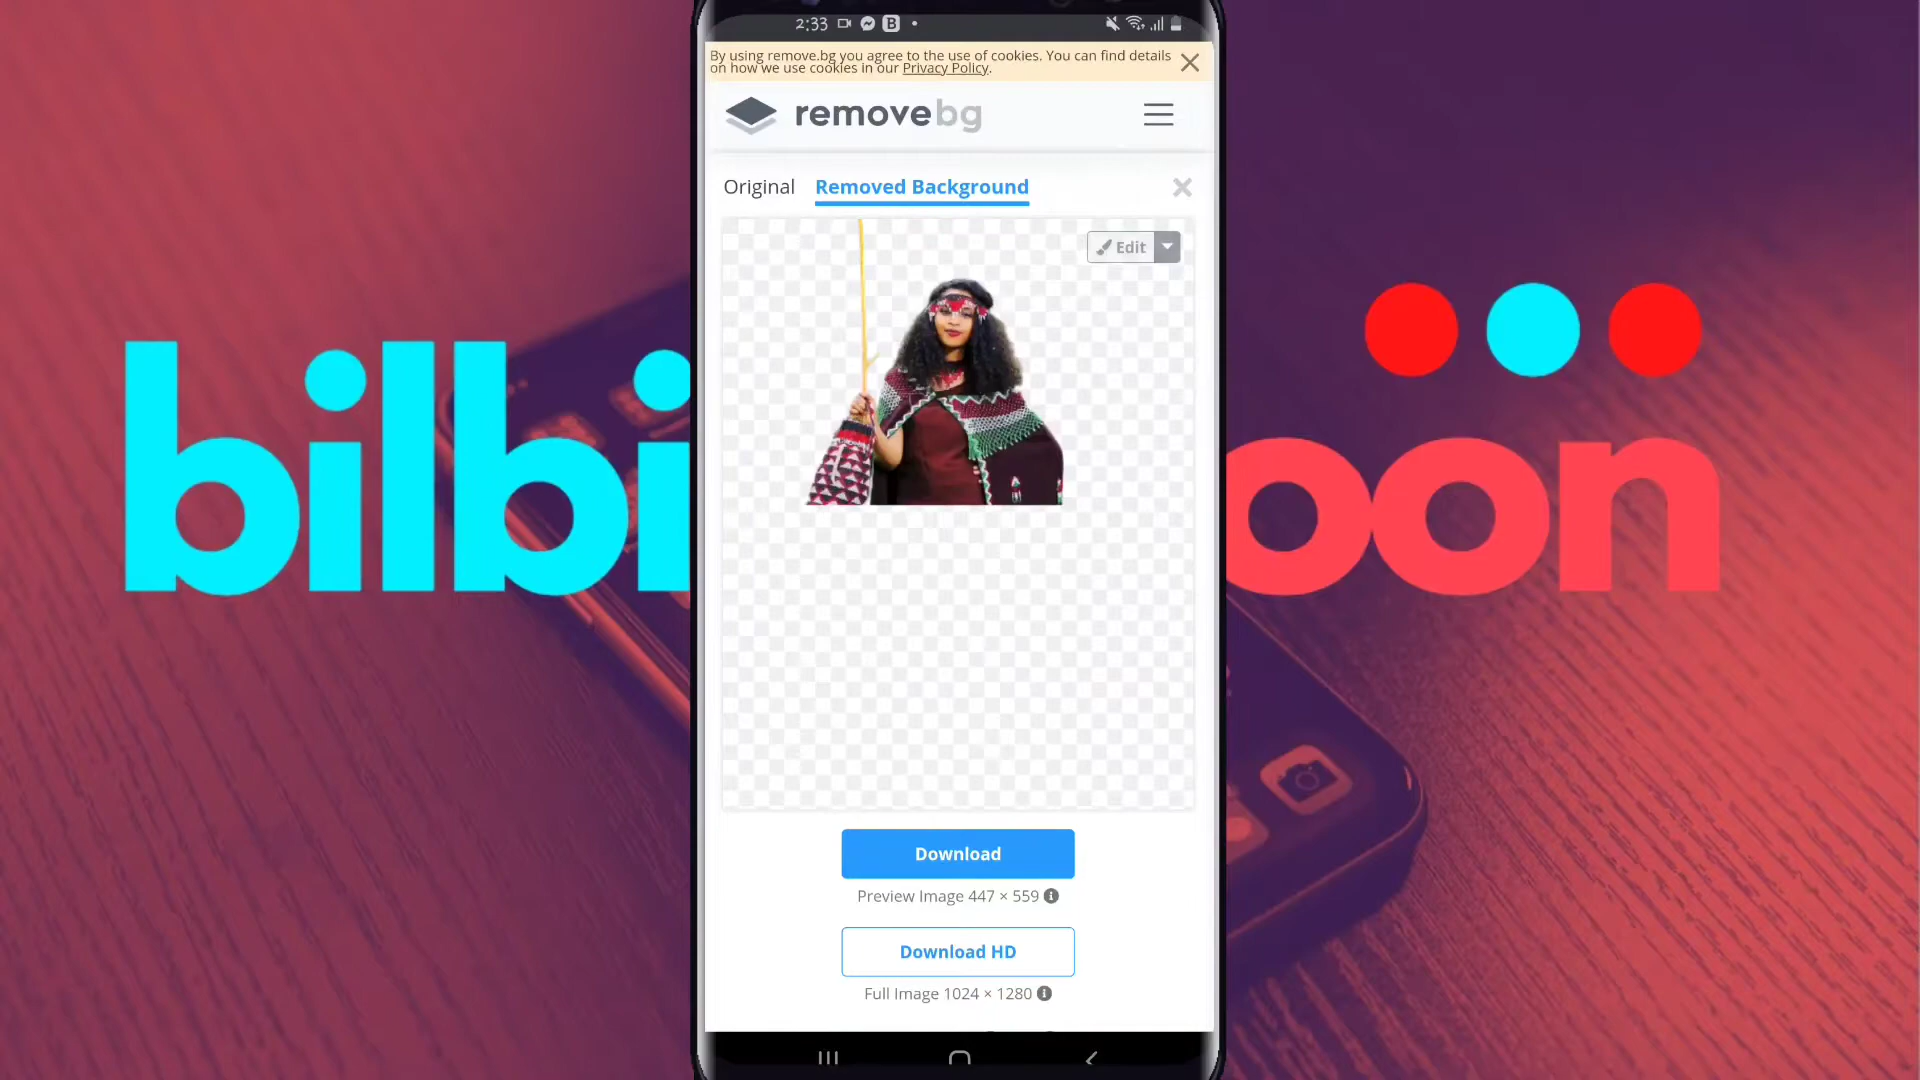 2:33
By using remove.bg you agree to the use of cookies. You can find details
on how we use cookies in our Privacy Policy.
removebg
Original Removed Background
Edit
bilbi
oon
Download
Preview Image 447 × 559
Download HD
Full Image 1024 × 1280